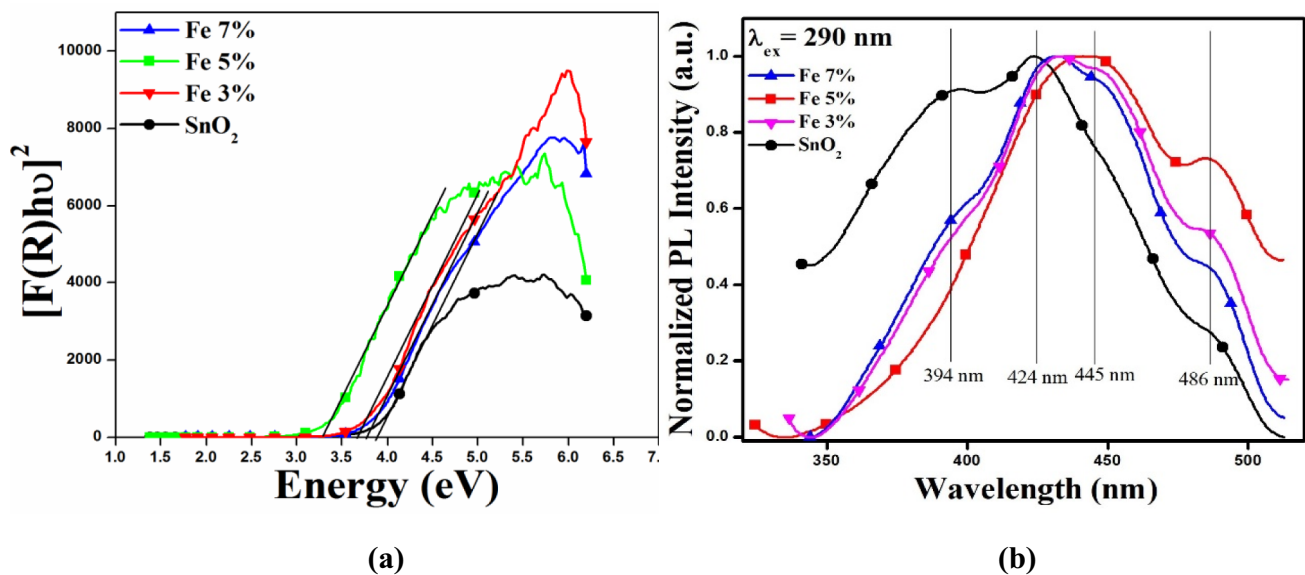 10000
8000
6000
4000
2000
0
[F(R)hυ]²
Fe 7%
Fe 5%
Fe 3%
SnO₂
1.0 1.5 2.0 2.5 3.0 3.5 4.0 4.5 5.0 5.5 6.0 6.5 7.
Energy (eV)
(a)
1.0
0.8
0.6
0.4
0.2
0.0
Normalized PL Intensity (a.u.)
λex = 290 nm
Fe 7%
Fe 5%
Fe 3%
SnO₂
394 nm 424 nm 445 nm 486 nm
350 400 450 500
Wavelength (nm)
(b)